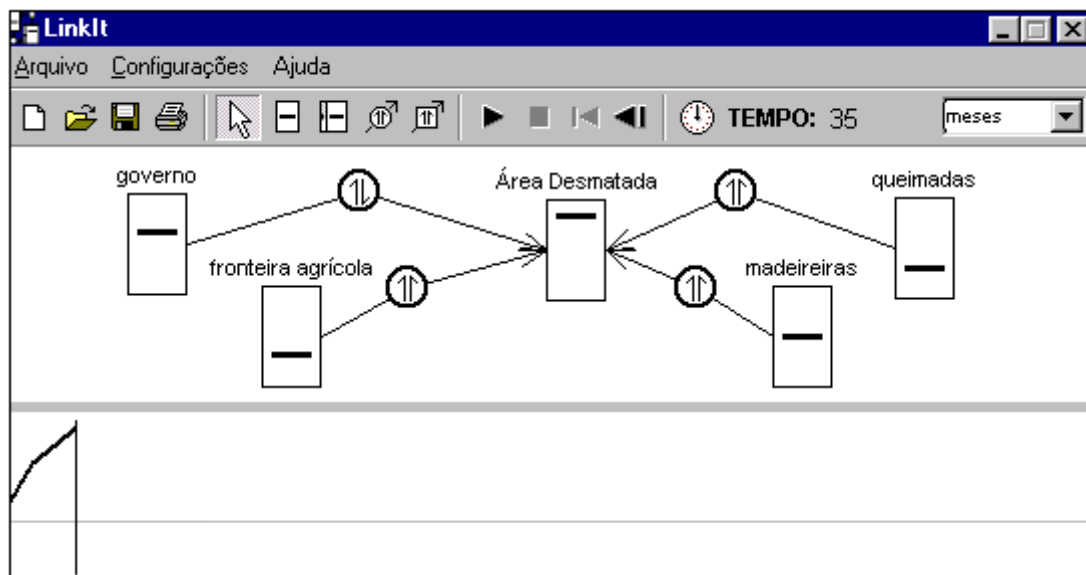 LinkIt
Arquivo Configurações Ajuda
TEMPO: 35 meses
governo Área Desmatada queimadas
fronteira agrícola madeireiras